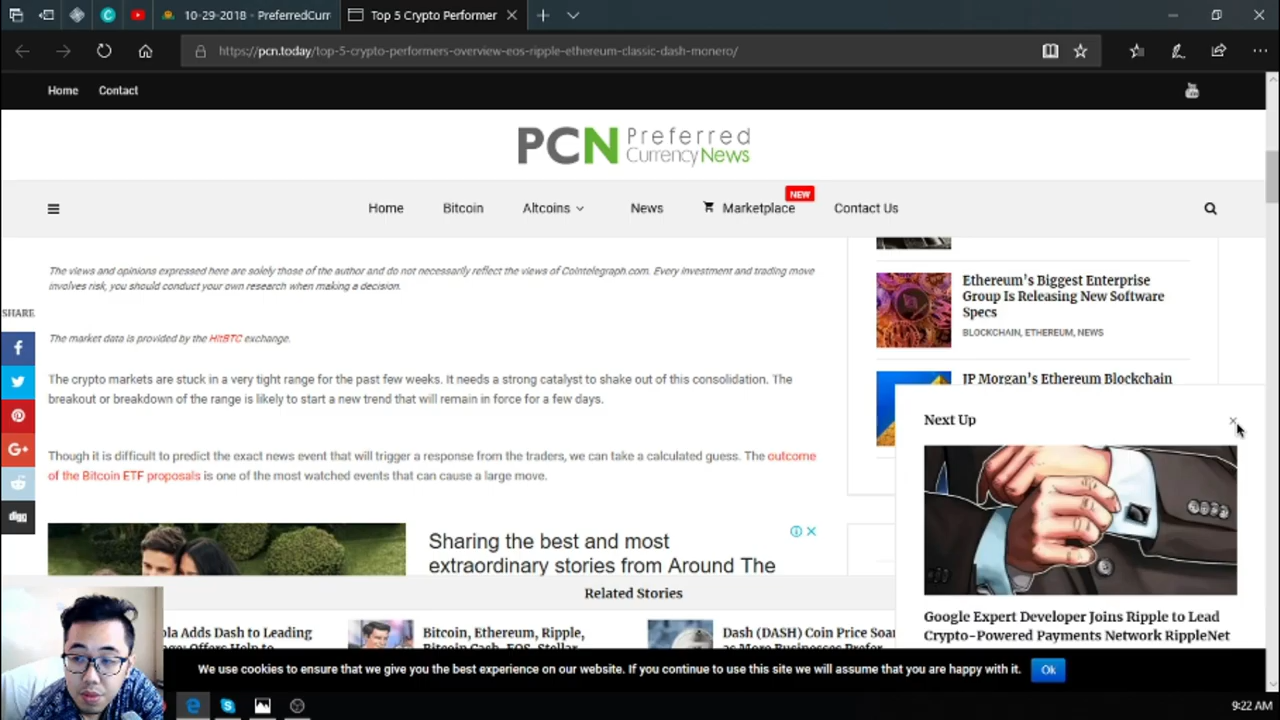 10-29-2018 - PreferredCurr
Top 5 Crypto Performer
https://pcn.today/top-5-crypto-performers-overview-eos-ripple-ethereum-classic-dash-monero/
Home Contact
PCN Preferred
CurrencyNews
NEW
Home Bitcoin Altcoins News Marketplace Contact Us
The views and opinions expressed here are solely those of the author and do not necessarily reflect the views of Cointelegraph.com. Every investment and trading move
involves risk, you should conduct your own research when making a decision.
SHARE
The market data is provided by the HitBTC exchange.
The crypto markets are stuck in a very tight range for the past few weeks. It needs a strong catalyst to shake out of this consolidation. The
breakout or breakdown of the range is likely to start a new trend that will remain in force for a few days.
Though it is difficult to predict the exact news event that will trigger a response from the traders, we can take a calculated guess. The outcome
of the Bitcoin ETF proposals is one of the most watched events that can cause a large move.
digg
Sharing the best and most
extraordinary stories from Around The
Ethereum's Biggest Enterprise
Group Is Releasing New Software
Specs
BLOCKCHAIN, ETHEREUM, NEWS
JP Morgan's Ethereum Blockchain
Next Up
Google Expert Developer Joins Ripple to Lead
Crypto-Powered Payments Network RippleNet
Related Stories
Adds Dash to Leading
Offers Help to
Bitcoin, Ethereum, Ripple,
Bitcoin Cash, EOS, Stellar,
Dash (DASH) Coin Price Soar
as More Businesses Prefer
We use cookies to ensure that we give you the best experience on our website. If you continue to use this site we will assume that you are happy with it.
Ok
9:22 AM